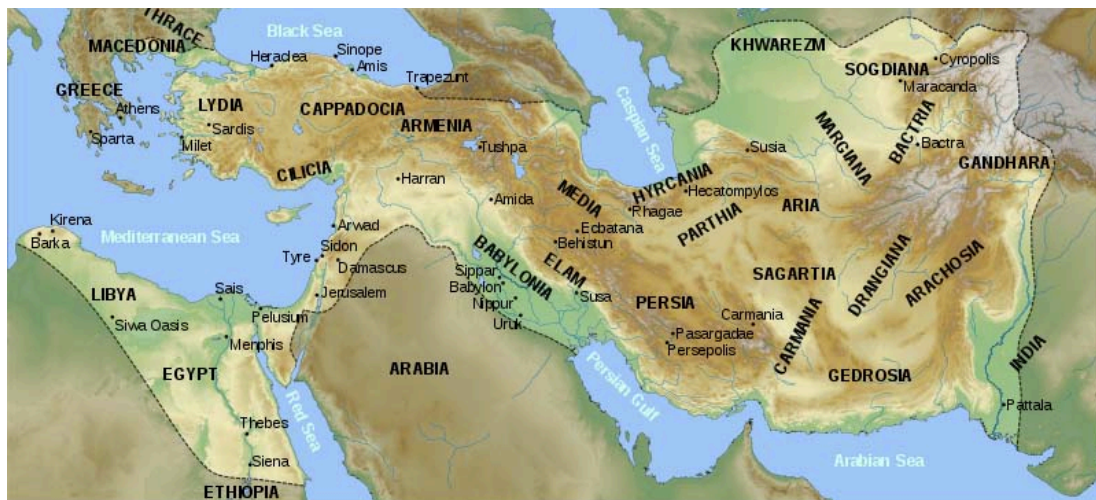 THRACE
Black Sea
MACEDONIA
Heraclea
Sinope
Amis
Trapezunt
KHWAREZM
Cyropolis
SOGDIANA
Maracanda
GREECE
Athens
Sparta
LYDIA
Sardis
Milet
CAPPADOCIA
ARMENIA
Tushpa
Caspian Sea
MARGIANA
BACTRIA
Bactra
GANDHARA
Susia
CILICIA
Harran
Amida
MEDIA
HYRCANIA
Hecatompylos
Rhagae
PARTHIA
ARIA
Kirena
Barka
Mediterranean Sea
Arwad
Sidon
Tyre
Damascus
Ecbatana
Behistun
BABYLONIA
ELAM
Sippar
Babylon
Nippur
Uruk
Susa
SAGARTIA
DRANGIANA
ARACHOSIA
LIBYA
Sais
Pelusium
Jerusalem
Siwa Oasis
Memphis
PERSIA
Carmania
Pasargadae
Persepolis
CARMANIA
EGYPT
ARABIA
Red Sea
Persian Gulf
GEDROSIA
INDIA
Pattala
Thebes
Siena
Arabian Sea
ETHIOPIA